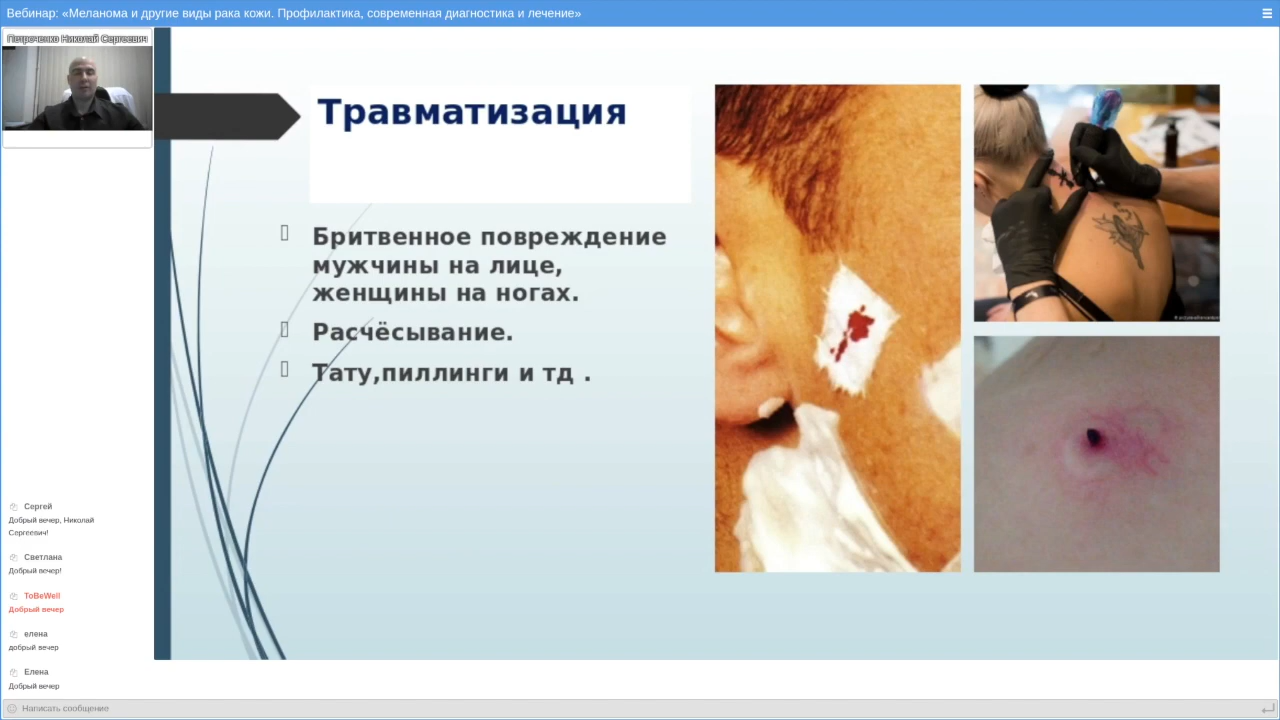 Вебинар: «Меланома и другие виды рака кожи. Профилактика, современная диагностика и лечение»
Петроченко Николай Сергеевич
Травматизация
Бритвенное повреждение
мужчины на лице,
женщины на ногах.
Расчёсывание.
Тату,пиллинги и тд .
Сергей
Добрый вечер, Николай
Сергеевич!
Светлана
Добрый вечер!
ToBeWell
Добрый вечер
елена
добрый вечер
Елена
Добрый вечер
Написать сообщение